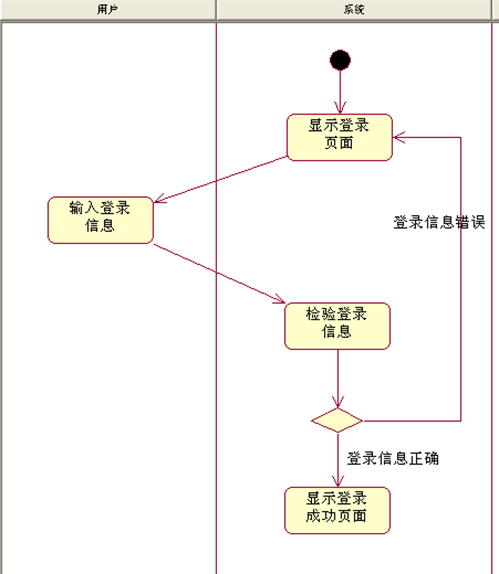 用户
系统
显示登录
页面
输入登录
信息
登录信息错误
检验登录
信息
登录信息正确
显示登录
成功页面